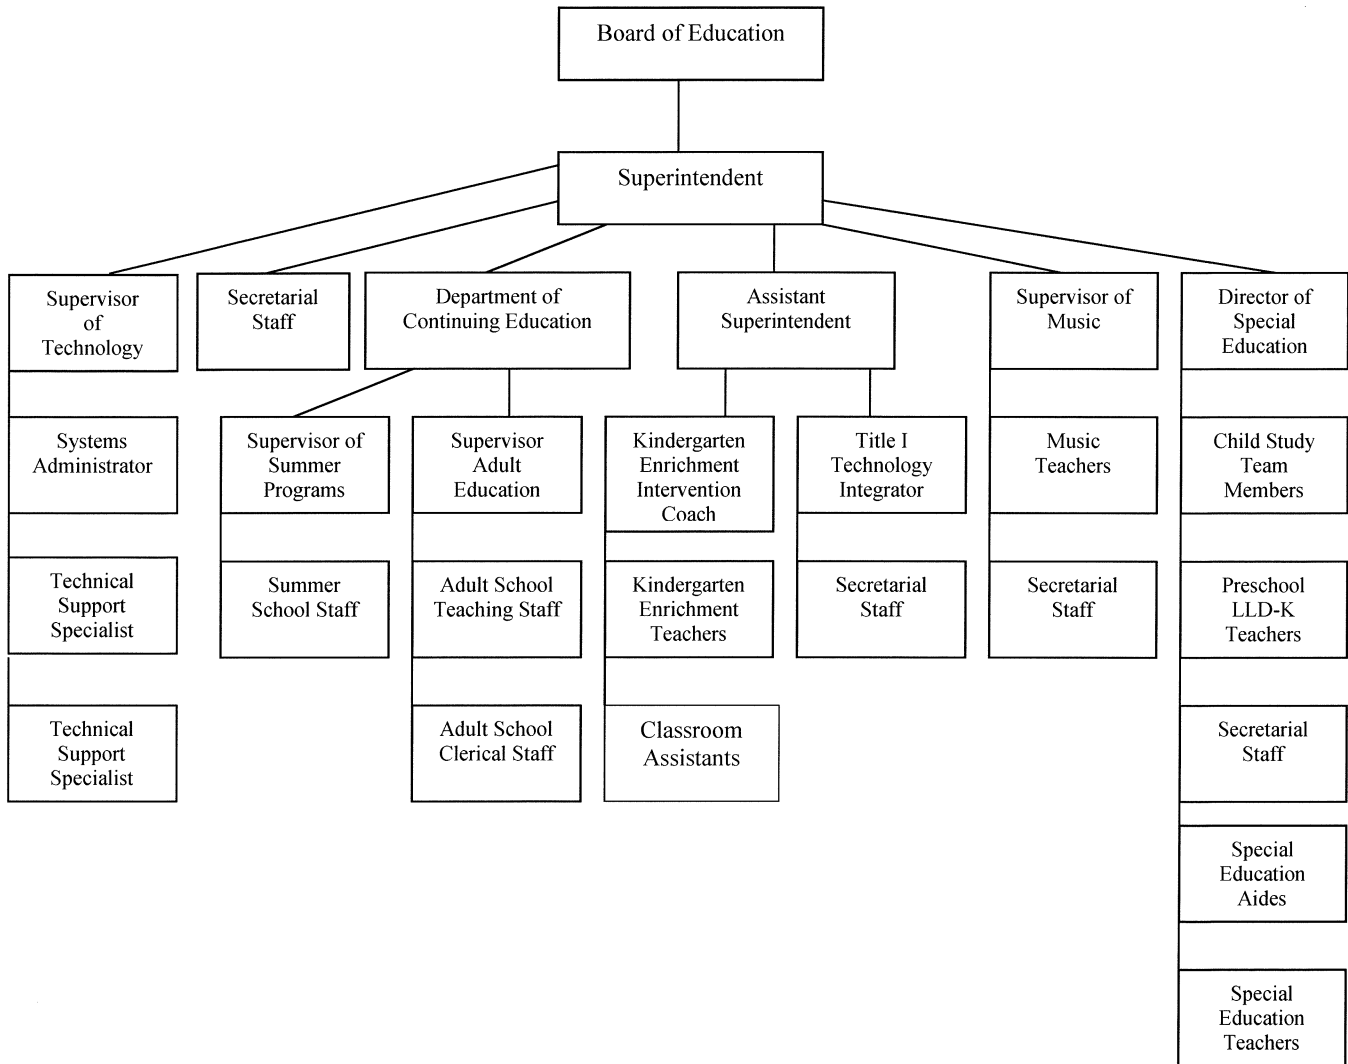 Board of Education
Superintendent
Supervisor
of
Technology
Secretarial
Staff
Department of
Continuing Education
Assistant
Superintendent
Supervisor of
Music
Director of
Special
Education
Systems
Administrator
Supervisor of
Summer
Programs
Supervisor
Adult
Education
Kindergarten
Enrichment
Intervention
Coach
Title I
Technology
Integrator
Music
Teachers
Child Study
Team
Members
Technical
Support
Specialist
Summer
School Staff
Adult School
Teaching Staff
Kindergarten
Enrichment
Teachers
Secretarial
Staff
Secretarial
Staff
Preschool
LLD-K
Teachers
Technical
Support
Specialist
Adult School
Clerical Staff
Classroom
Assistants
Secretarial
Staff
Special
Education
Aides
Special
Education
Teachers